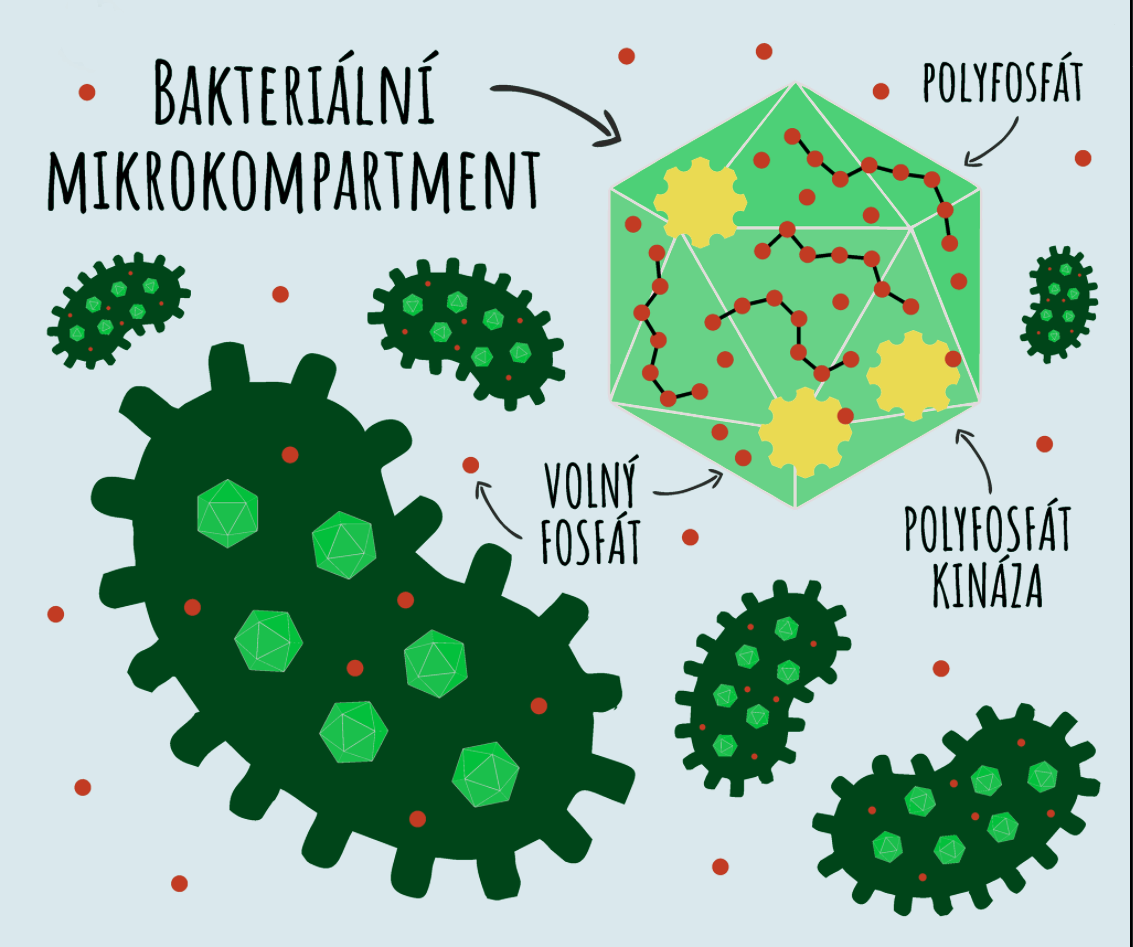 Bakteriální
mikrokompartment
polyfosfát
volný
fosfát
polyfosfát
kináza